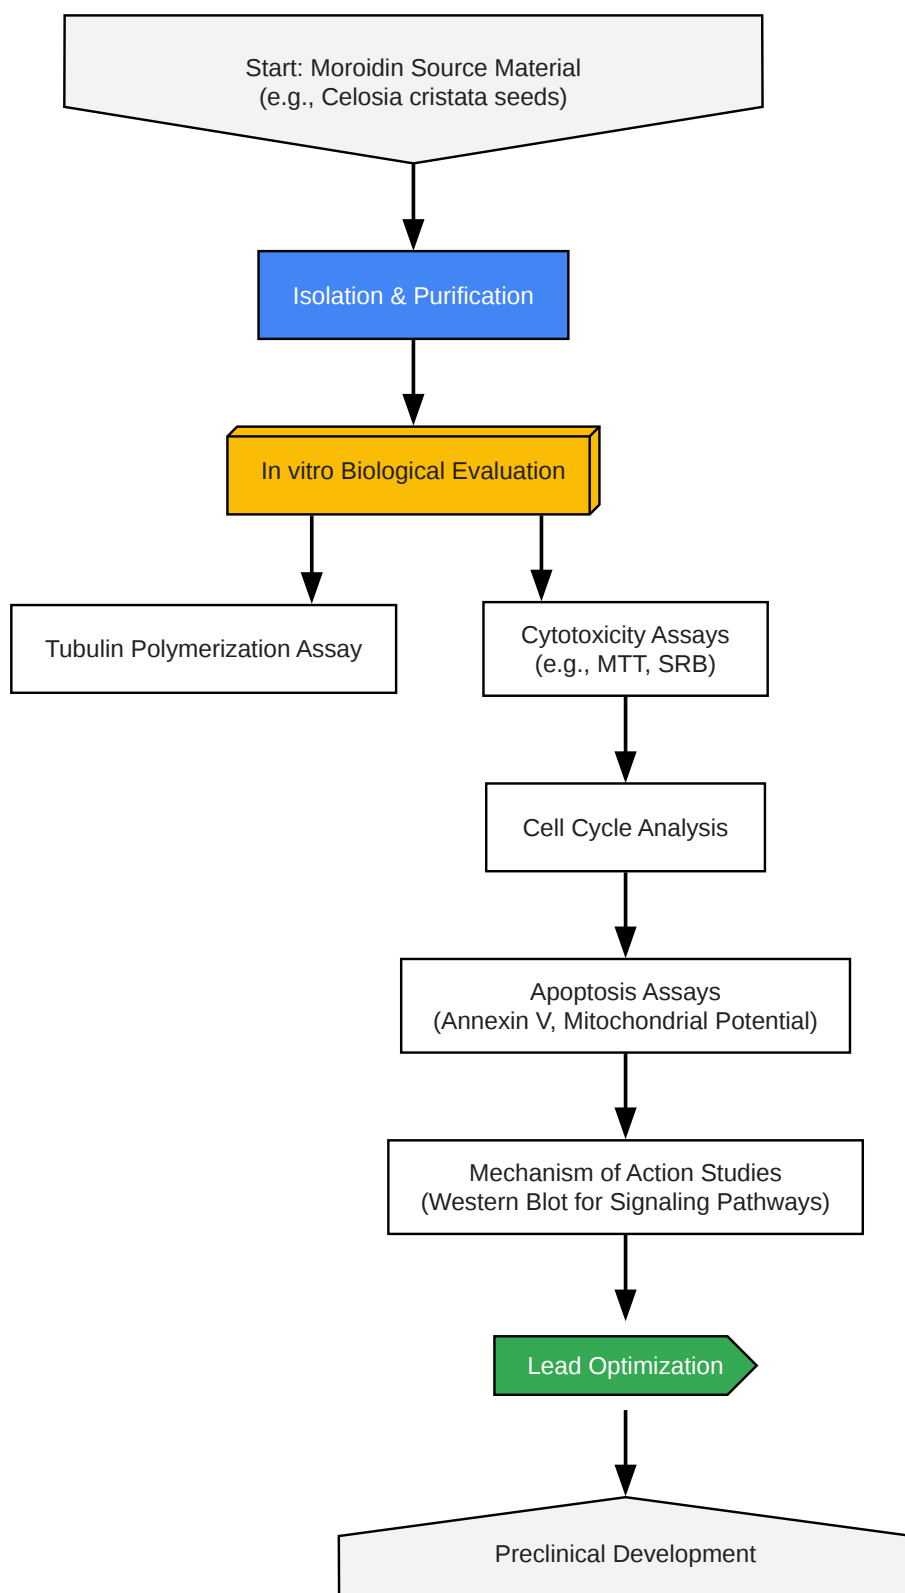 Start: Moroidin Source Material
(e.g., Celosia cristata seeds)
Isolation & Purification
In vitro Biological Evaluation
Tubulin Polymerization Assay
Cytotoxicity Assays
(e.g., MTT, SRB)
Cell Cycle Analysis
Apoptosis Assays
(Annexin V, Mitochondrial Potential)
Mechanism of Action Studies
(Western Blot for Signaling Pathways)
Lead Optimization
Preclinical Development